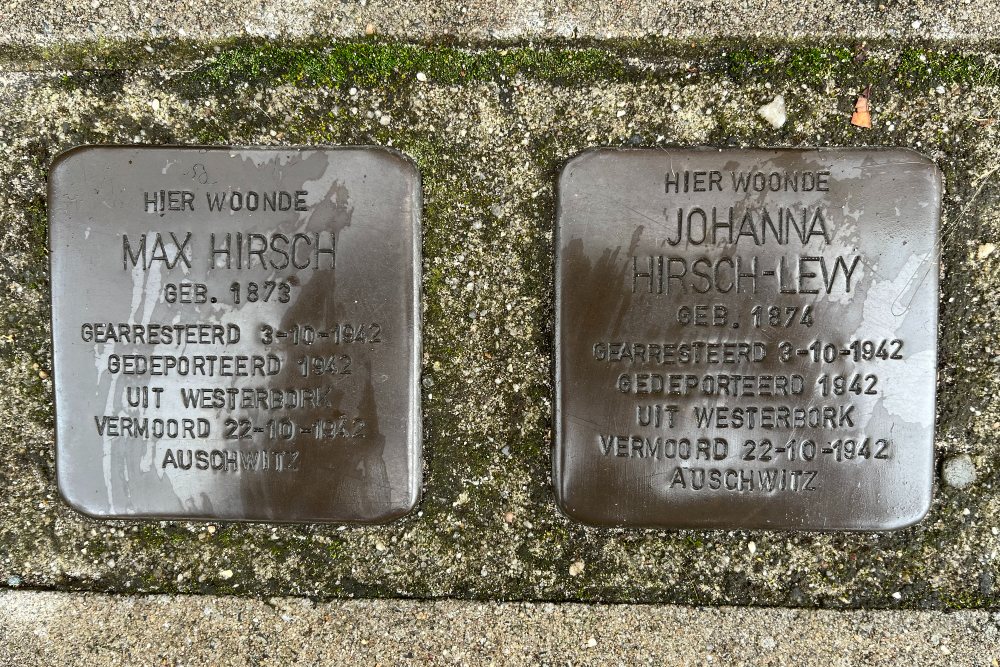 HIER WOONDE
MAX HIRSCH
GEB. 1873
GEARRESTEERD 3-10-1942
GEDEPORTEERD 1942
UIT WESTERBORK
VERMOORD 22-10-1942
AUSCHWITZ
HIER WOONDE
JOHANNA
HIRSCH-LEVY
GEB. 1874
GEARRESTEERD 3-10-1942
GEDEPORTEERD 1942
UIT WESTERBORK
VERMOORD 22-10-1942
AUSCHWITZ